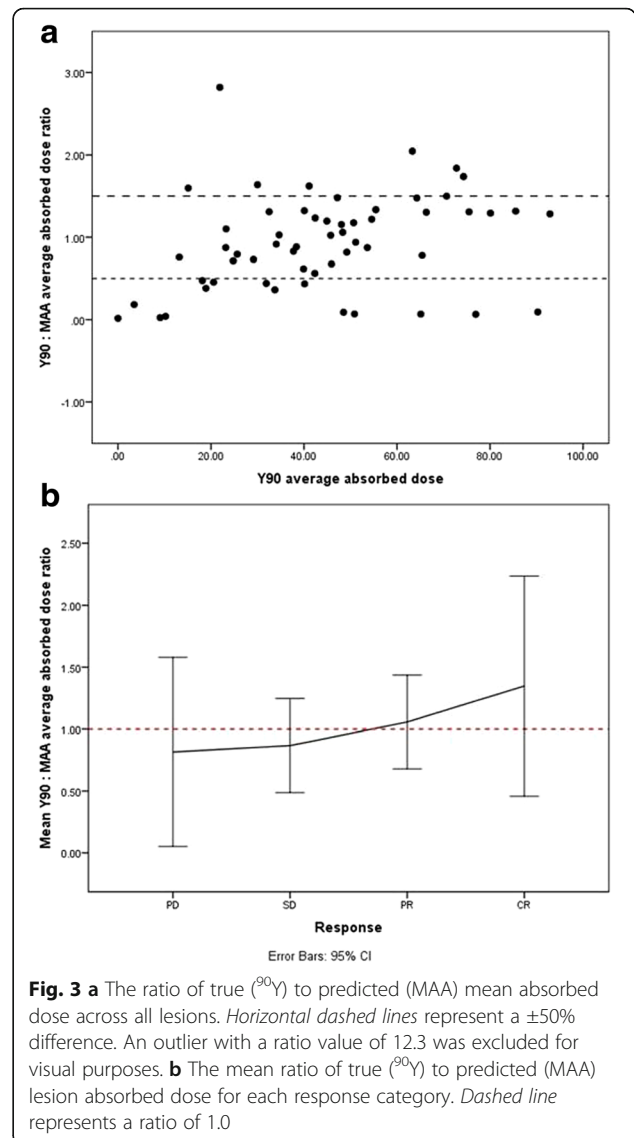 a
Y90 : MAA average absorbed dose ratio
3.00
2.00
1.00
.00
-1.00
.00
20.00
40.00
60.00
80.00
100.00
Y90 average absorbed dose
b
Mean Y90 : MAA average absorbed dose ratio
2.50
2.00
1.50
1.00
0.50
0.00
PD
SD
PR
CR
Response
Error Bars: 95% CI
Fig. 3 a The ratio of true (⁹⁰Y) to predicted (MAA) mean absorbed
dose across all lesions. Horizontal dashed lines represent a ±50%
difference. An outlier with a ratio value of 12.3 was excluded for
visual purposes. b The mean ratio of true (⁹⁰Y) to predicted (MAA)
lesion absorbed dose for each response category. Dashed line
represents a ratio of 1.0